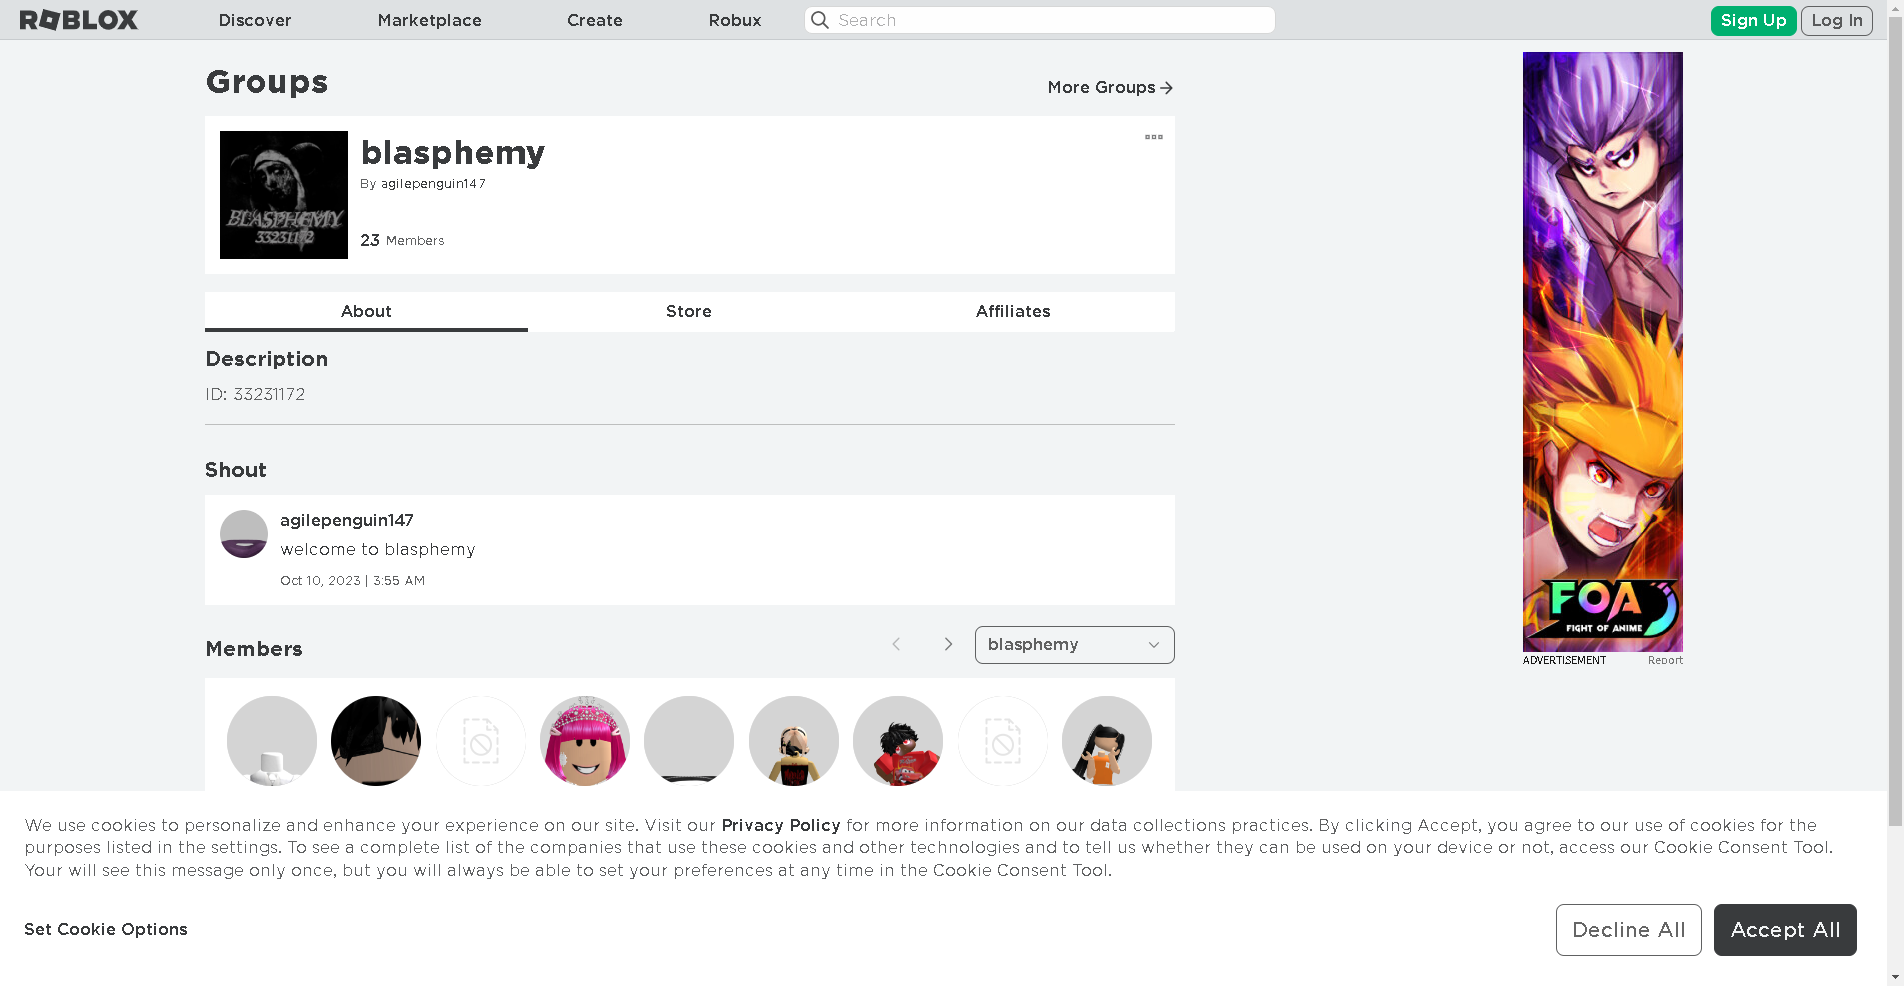 ROBLOX Discover Marketplace Create Robux Search Sign Up Log In
Groups
More Groups
BLASPHEMY
33231172
blasphemy
By agilepenguin147
23 Members
About Store Affiliates
Description
ID: 33231172
Shout
agilepenguin147
welcome to blasphemy
Oct 10, 2023 | 3:55 AM
Members
blasphemy
FOA
FIGHT OF ANIME
ADVERTISEMENT Report
We use cookies to personalize and enhance your experience on our site. Visit our Privacy Policy for more information on our data collections practices. By clicking Accept, you agree to our use of cookies for the
purposes listed in the settings. To see a complete list of the companies that use these cookies and other technologies and to tell us whether they can be used on your device or not, access our Cookie Consent Tool.
Your will see this message only once, but you will always be able to set your preferences at any time in the Cookie Consent Tool.
Set Cookie Options
Decline All
Accept All